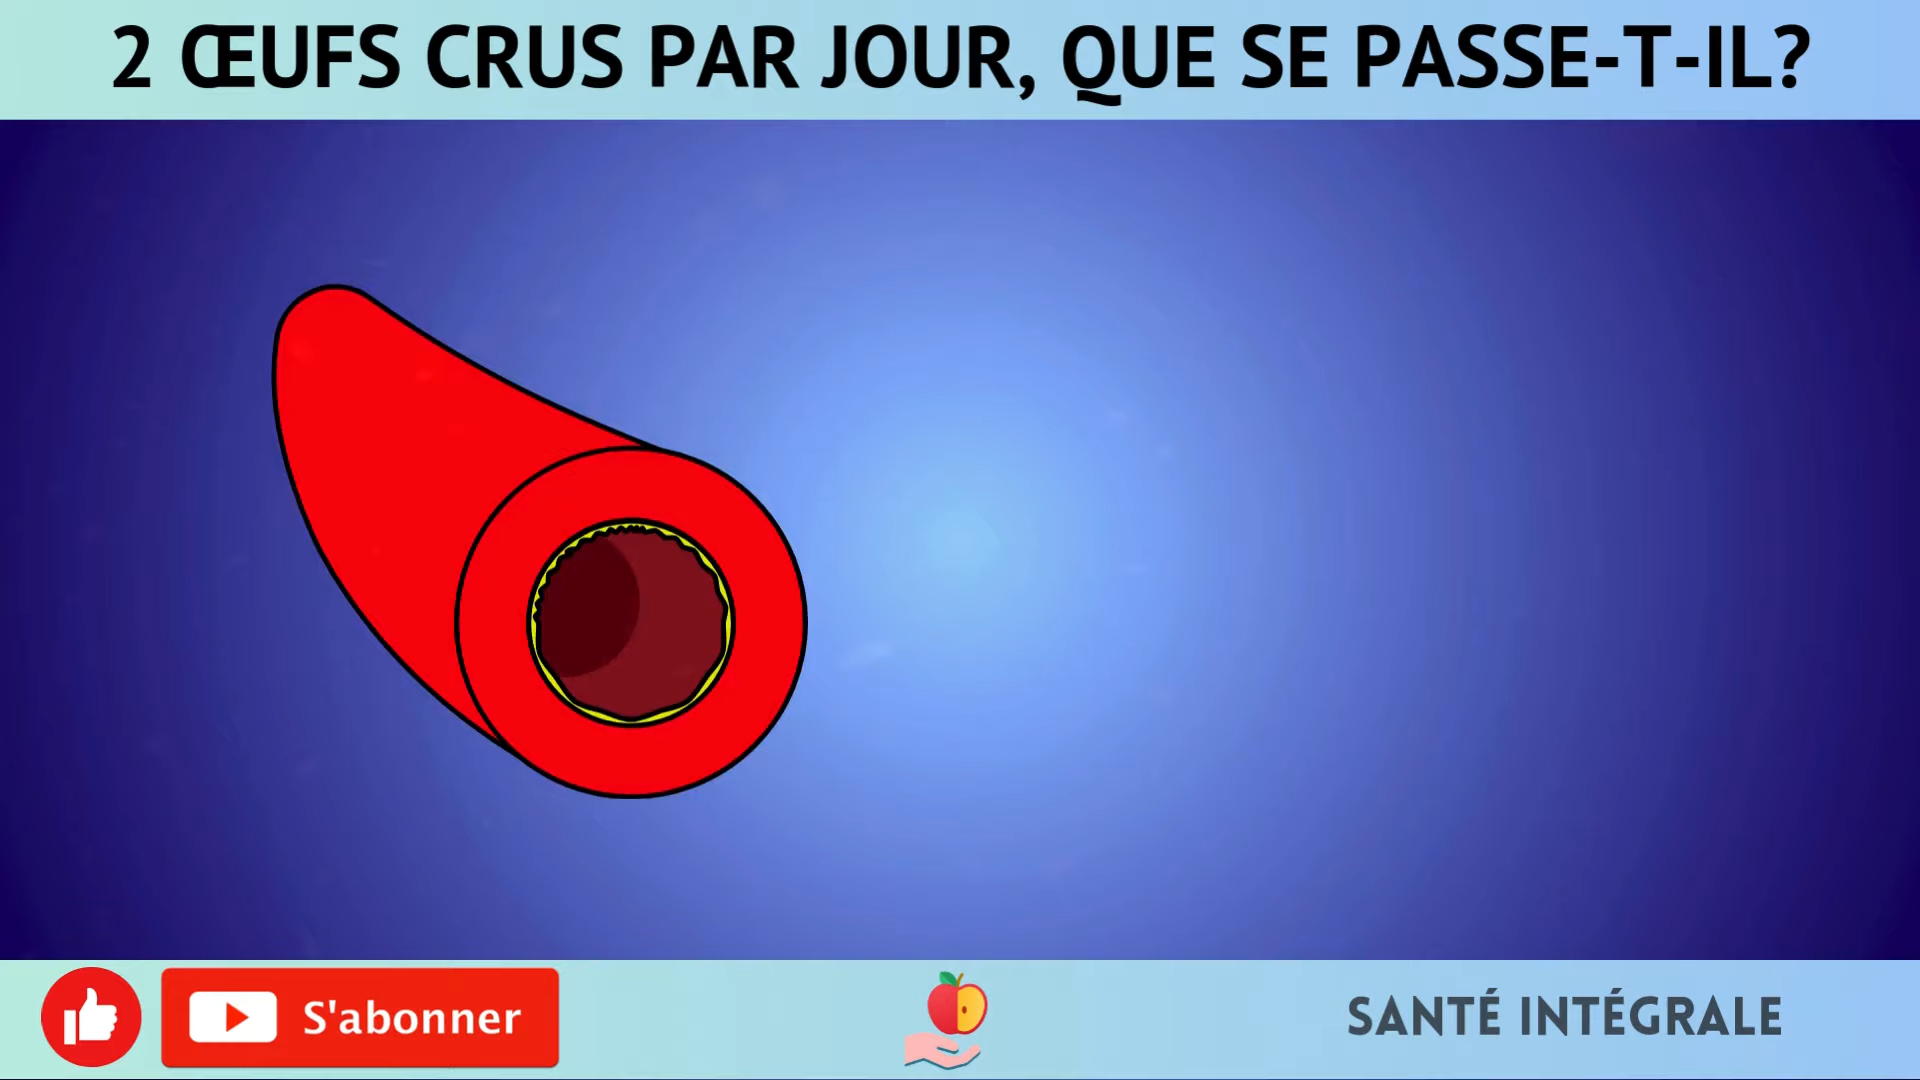 2 ŒUFS CRUS PAR JOUR, QUE SE PASSE-T-IL?
S'abonner
SANTÉ INTÉGRALE